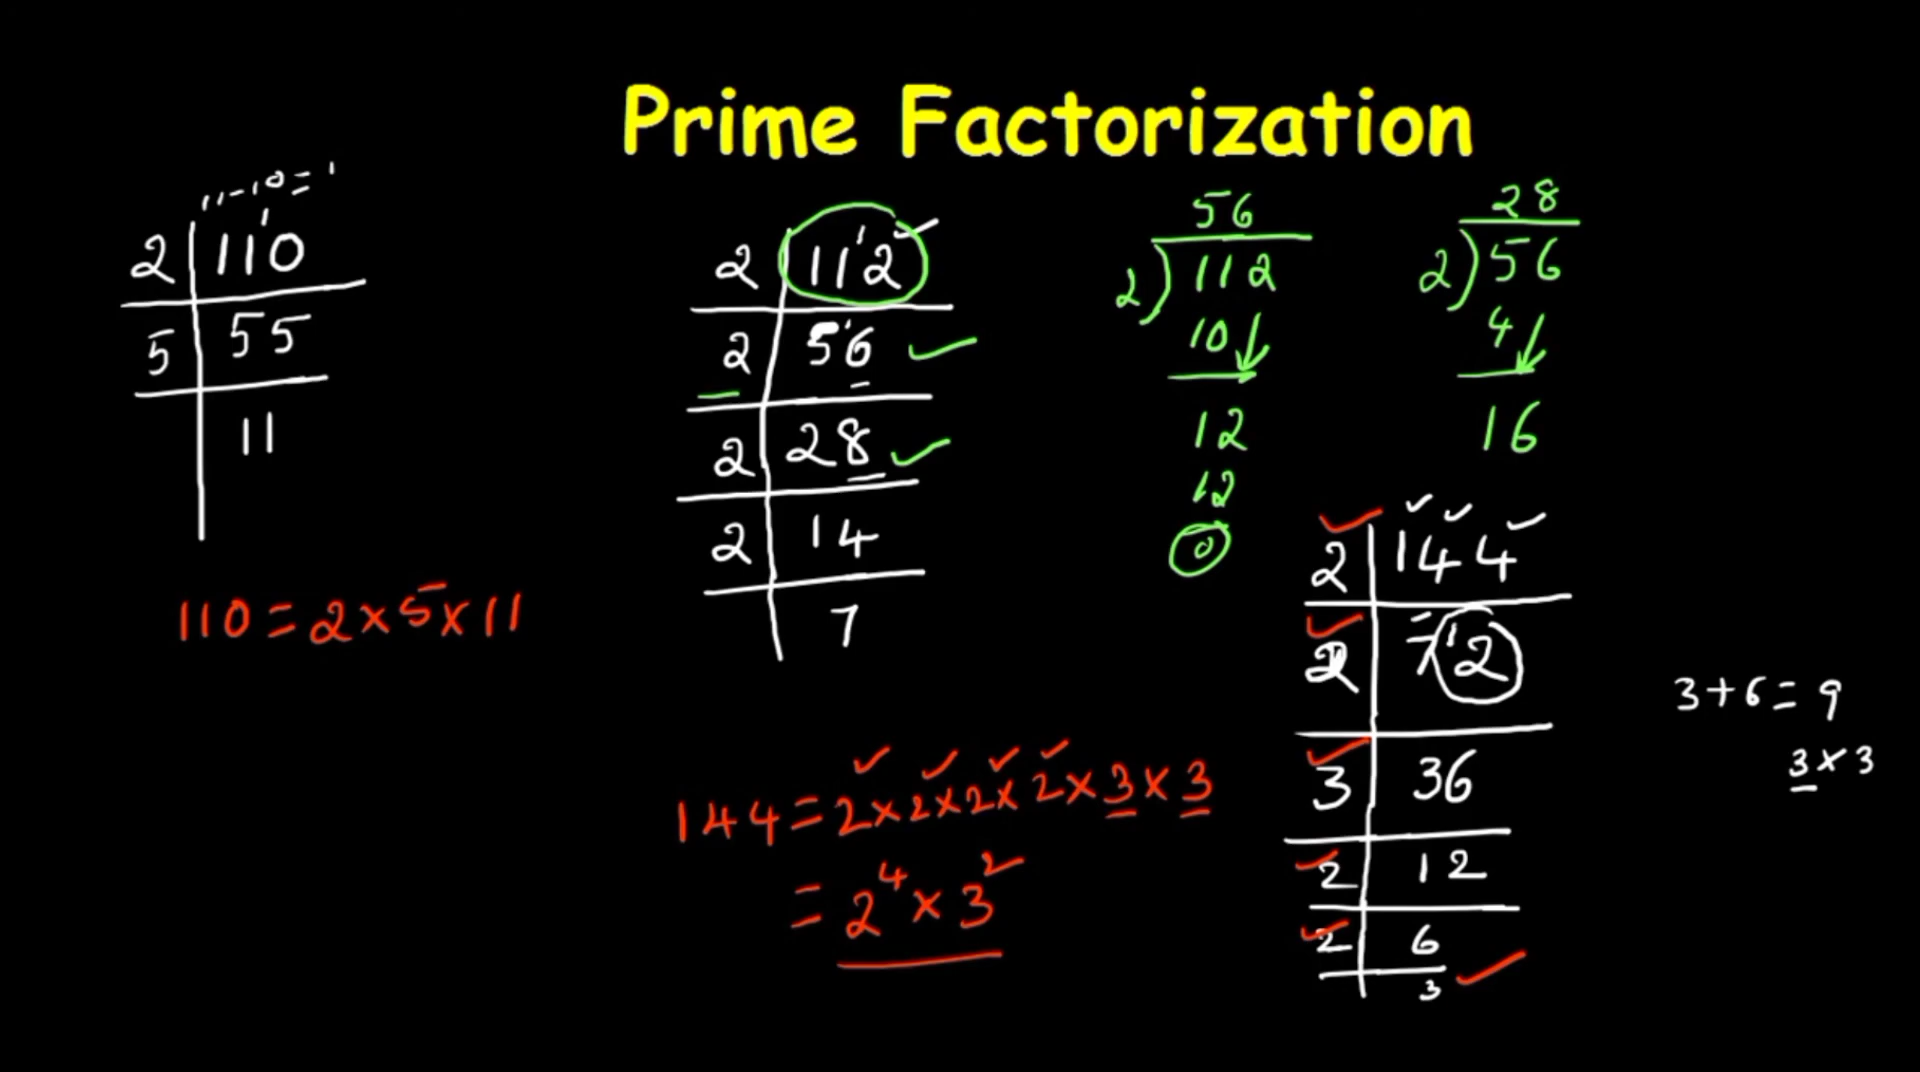 Prime Factorization
11-10=1
2 | 110
5 | 55
11
110=2×5×11
2 | 112
2 | 56
2 | 28
2 | 14
7
56
2)112
10
12
12
0
28
2)56
4
16
2 | 144
2 | 72
3 | 36
2 | 12
2 | 6
3
3+6=9
3×3
144=2×2×2×2×3×3
=2⁴×3²